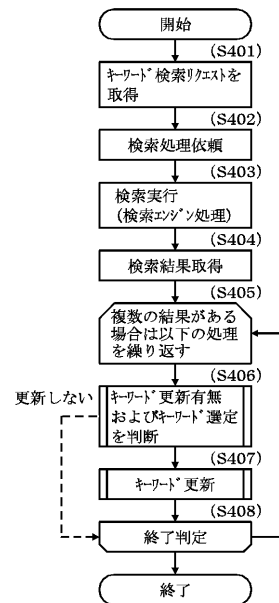 開始
(S401)
キーワード検索リクエストを
取得
(S402)
検索処理依頼
(S403)
検索実行
(検索エンジン処理)
(S404)
検索結果取得
(S405)
複数の結果がある
場合は以下の処理
を繰り返す
(S406)
更新しない
キーワード更新有無
およびキーワード選定
を判断
(S407)
キーワード更新
(S408)
終了判定
終了